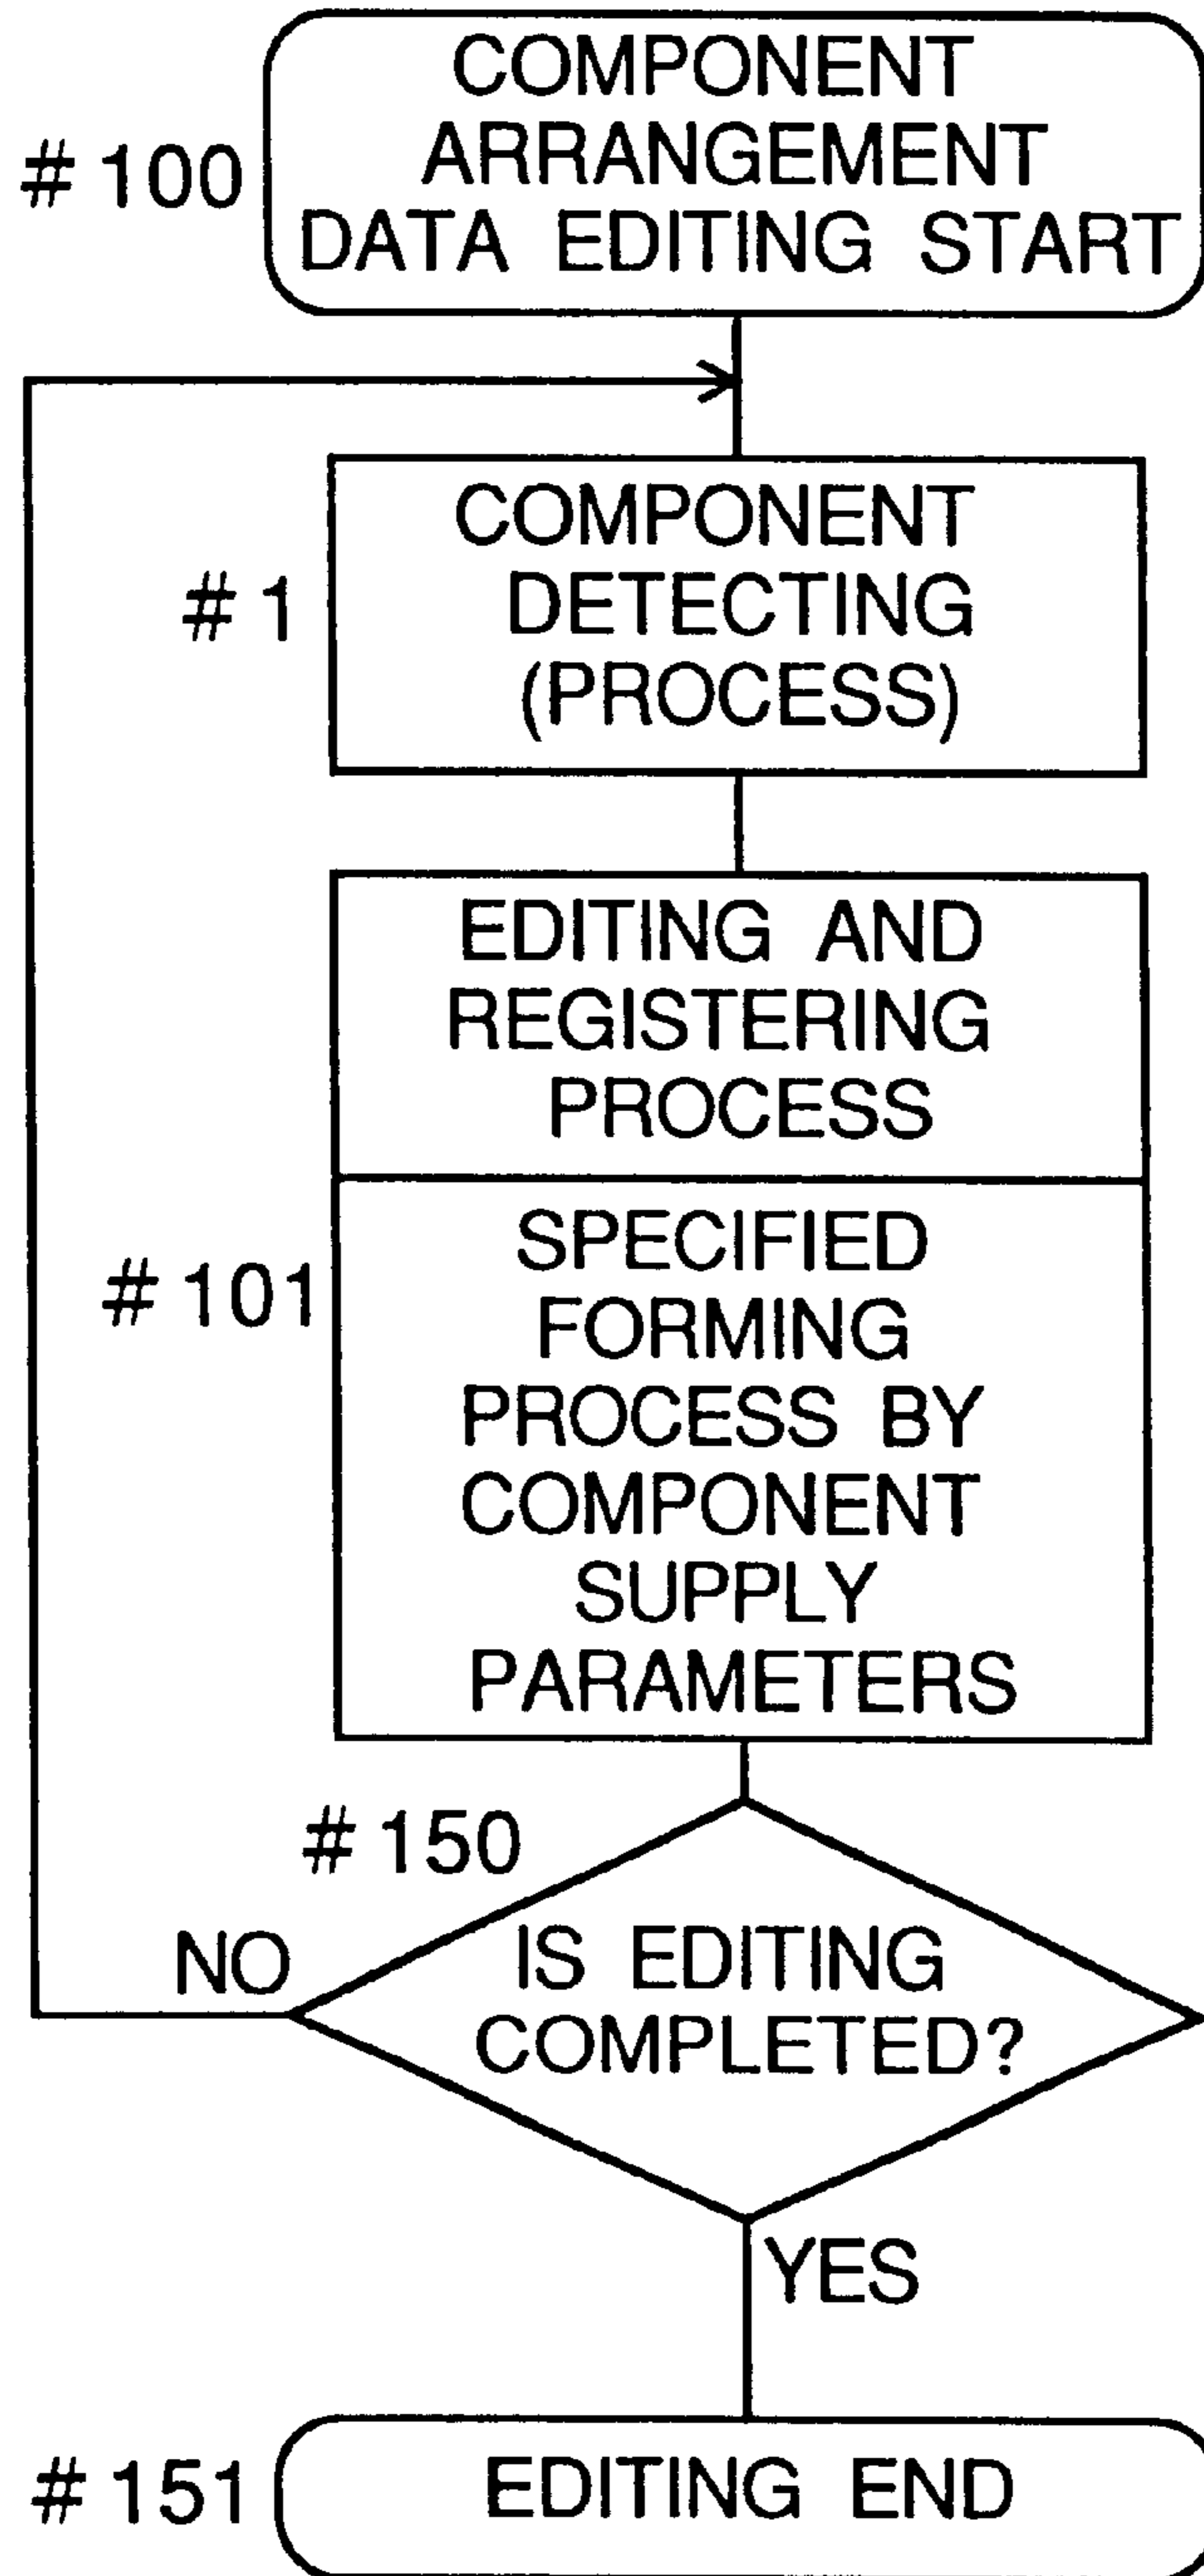 COMPONENT
ARRANGEMENT
# 100
DATA EDITING START
COMPONENT
# 1
DETECTING
(PROCESS)
EDITING AND
REGISTERING
PROCESS
# 101
SPECIFIED
FORMING
PROCESS BY
COMPONENT
SUPPLY
PARAMETERS
# 150
NO
IS EDITING
COMPLETED?
YES
# 151
EDITING END